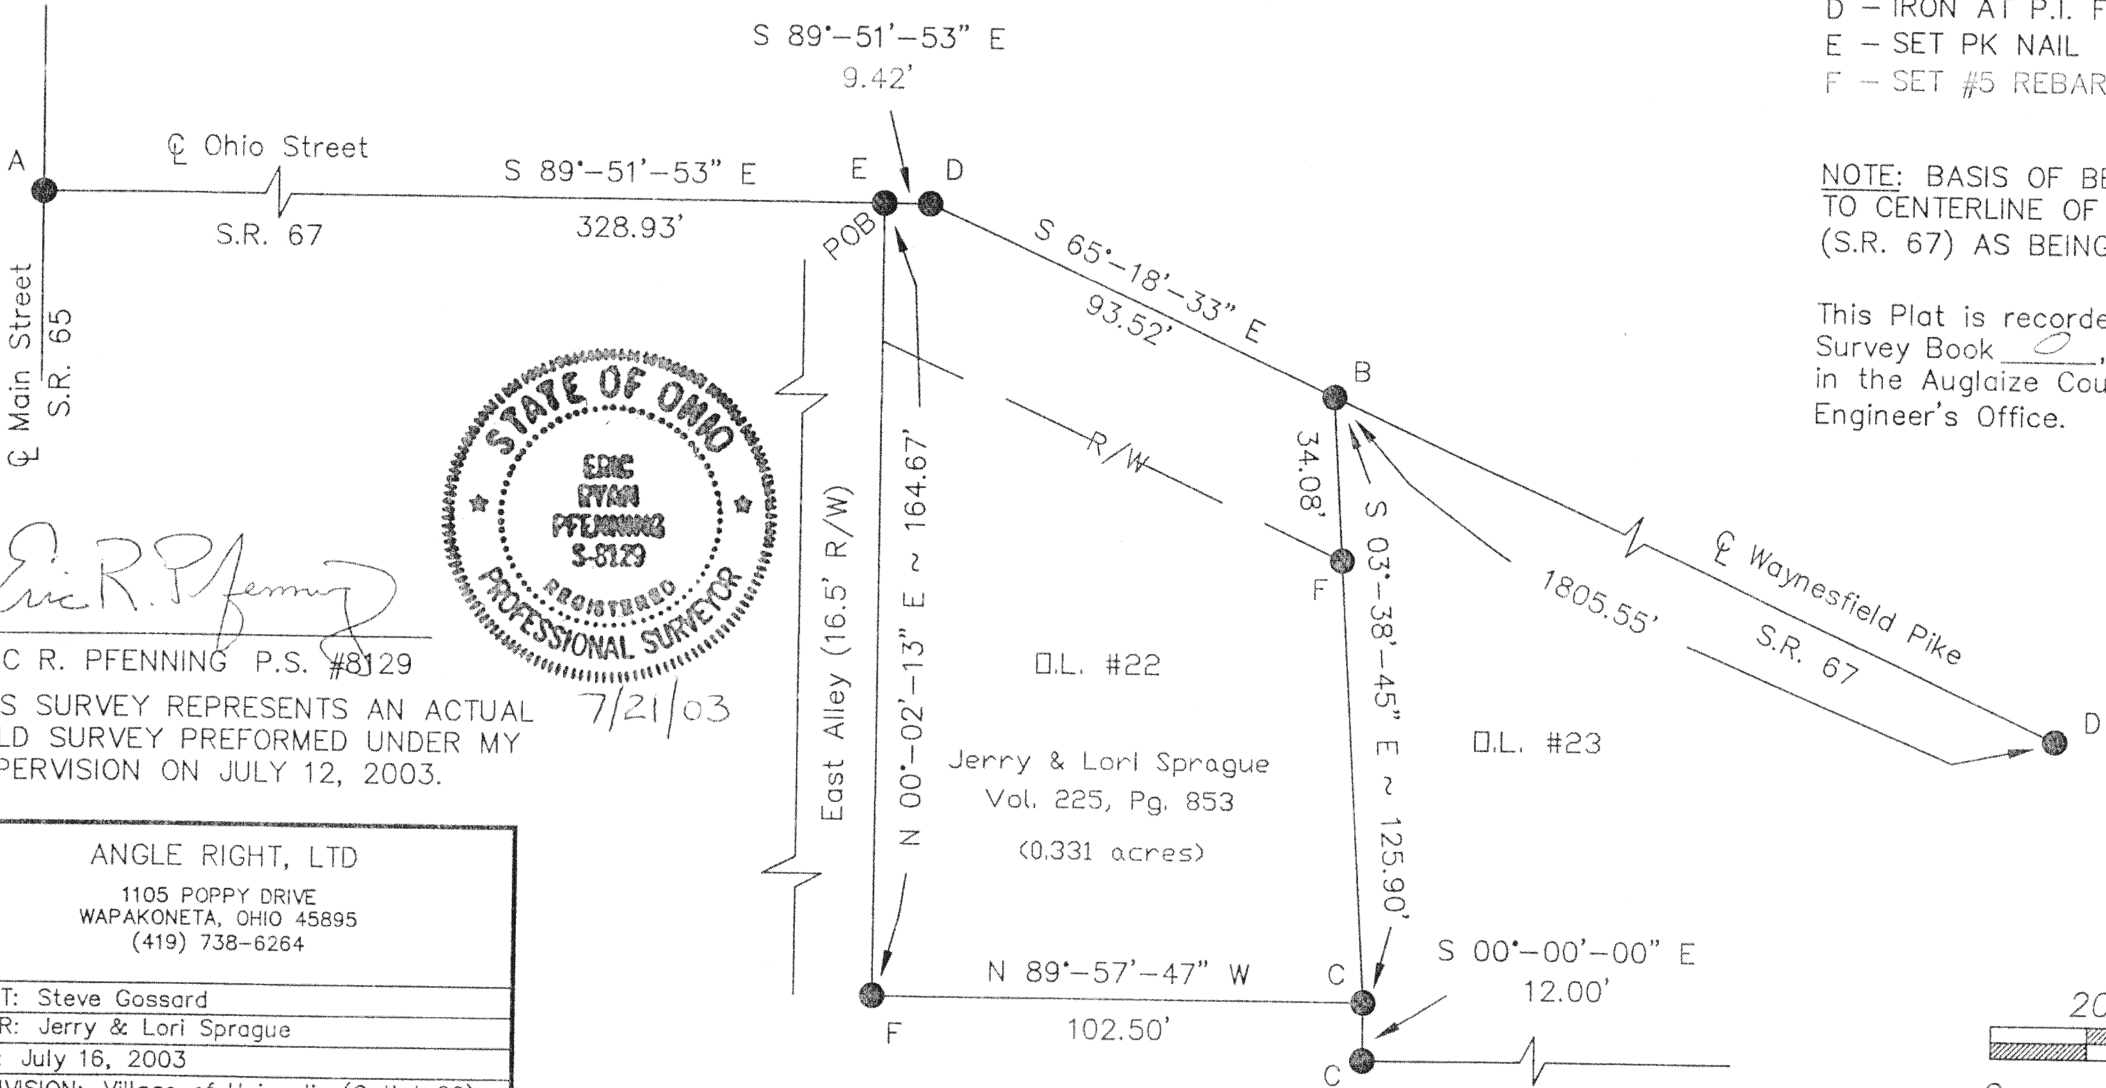 D – IRON AT P.I. F
E – SET PK NAIL
F – SET #5 REBAR
NOTE: BASIS OF BE
TO CENTERLINE OF
(S.R. 67) AS BEING
This Plat is recorde
Survey Book 0,
in the Auglaize Cou
Engineer's Office.
S 89°–51'–53" E
9.42'
A
℄ Ohio Street
S.R. 67
S 89°–51'–53" E
328.93'
E
D
POB
℄ Main Street
S.R. 65
S 65°–18'–33" E
93.52'
B
R/W
34.08'
F
S 03°–38'–45" E ~ 125.90'
1805.55'
℄ Waynesfield Pike
S.R. 67
D
East Alley (16.5' R/W)
N 00°–02'–13" E ~ 164.67'
O.L. #22
Jerry & Lori Sprague
Vol. 225, Pg. 853
(0.331 acres)
O.L. #23
N 89°–57'–47" W
102.50'
F
C
S 00°–00'–00" E
12.00'
C
20
STATE OF OHIO
ERIC
RYAN
PFENNING
S-8129
REGISTERED
PROFESSIONAL SURVEYOR
7/21/03
Eric R. Pfenning
C R. PFENNING P.S. #8129
S SURVEY REPRESENTS AN ACTUAL
LD SURVEY PREFORMED UNDER MY
PERVISION ON JULY 12, 2003.
ANGLE RIGHT, LTD
1105 POPPY DRIVE
WAPAKONETA, OHIO 45895
(419) 738–6264
T: Steve Gossard
R: Jerry & Lori Sprague
: July 16, 2003